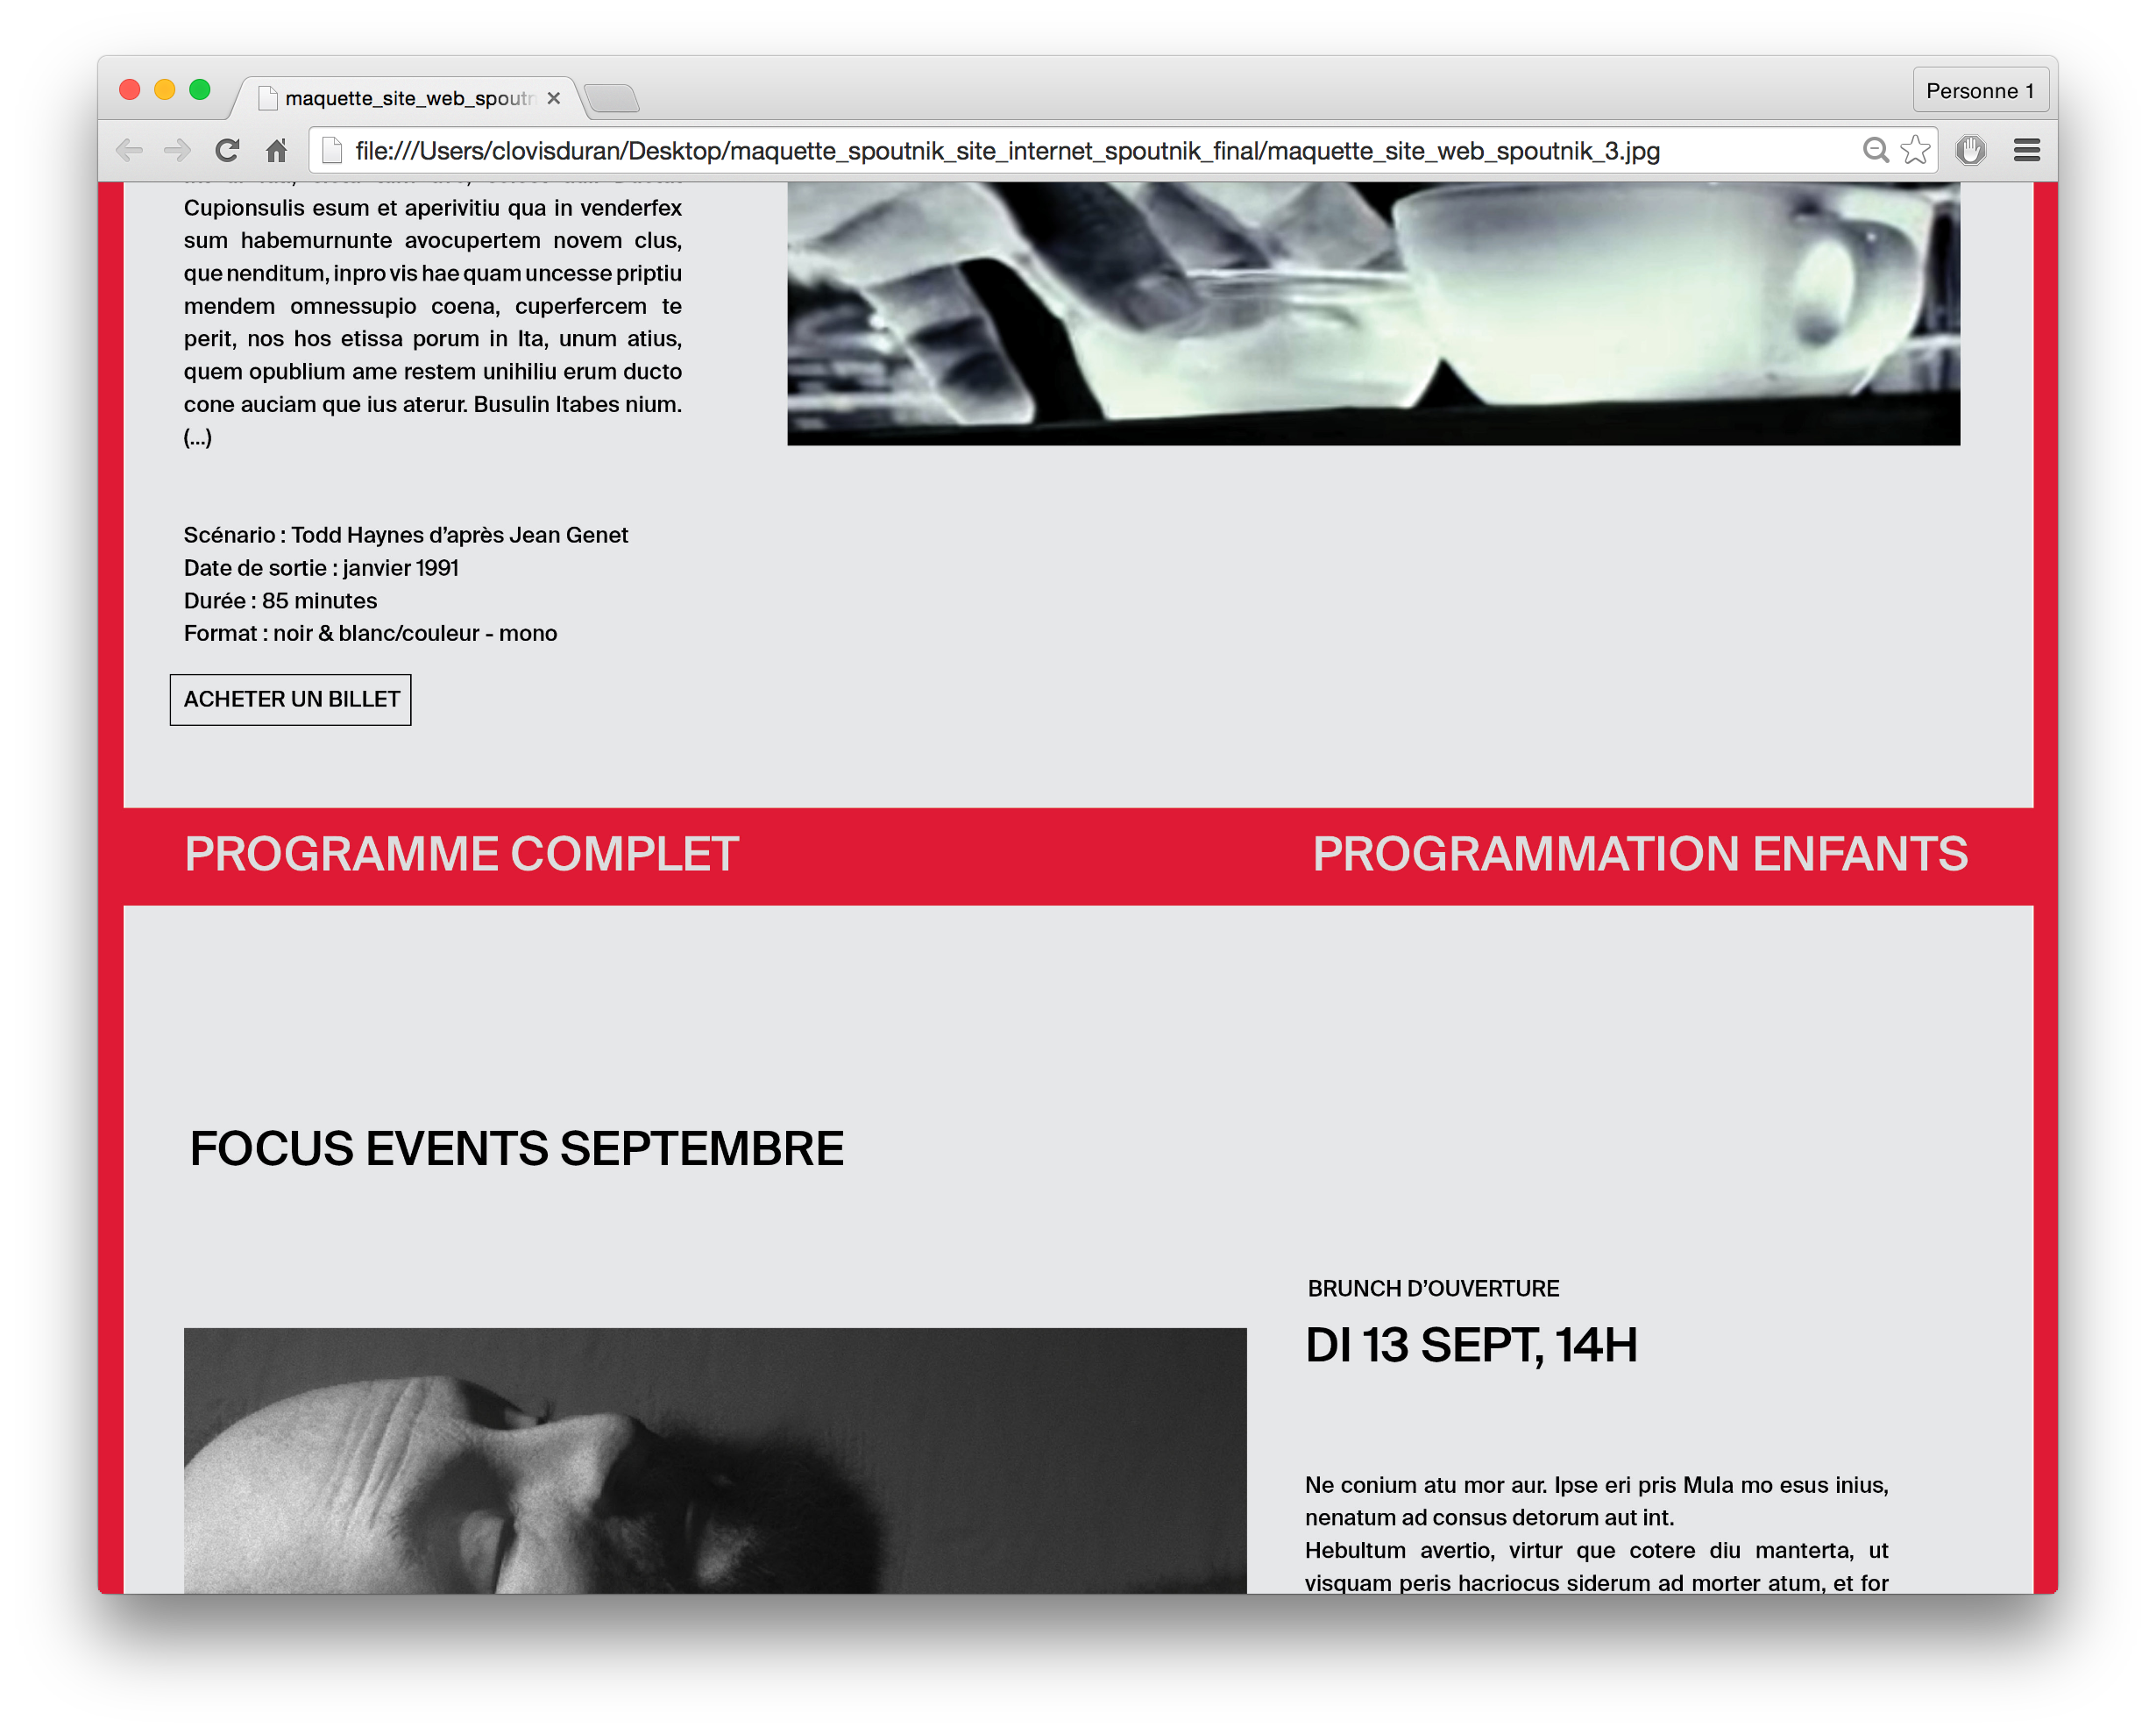 maquette_site_web_spoutn
Personne 1
file:///Users/clovisduran/Desktop/maquette_spoutnik_site_internet_spoutnik_final/maquette_site_web_spoutnik_3.jpg
Cupionsulis esum et aperivitiu qua in venderfex
sum habemurnunte avocupertem novem clus,
que nenditum, inpro vis hae quam uncesse priptiu
mendem omnessupio coena, cuperfercem te
perit, nos hos etissa porum in Ita, unum atius,
quem opublium ame restem unihiliu erum ducto
cone auciam que ius aterur. Busulin Itabes nium.
(...)
Scénario : Todd Haynes d’après Jean Genet
Date de sortie : janvier 1991
Durée : 85 minutes
Format : noir & blanc/couleur - mono
ACHETER UN BILLET
PROGRAMME COMPLET
PROGRAMMATION ENFANTS
FOCUS EVENTS SEPTEMBRE
BRUNCH D’OUVERTURE
DI 13 SEPT, 14H
Ne conium atu mor aur. Ipse eri pris Mula mo esus inius,
nenatum ad consus detorum aut int.
Hebultum avertio, virtur que cotere diu manterta, ut
visquam peris hacriocus siderum ad morter atum, et for